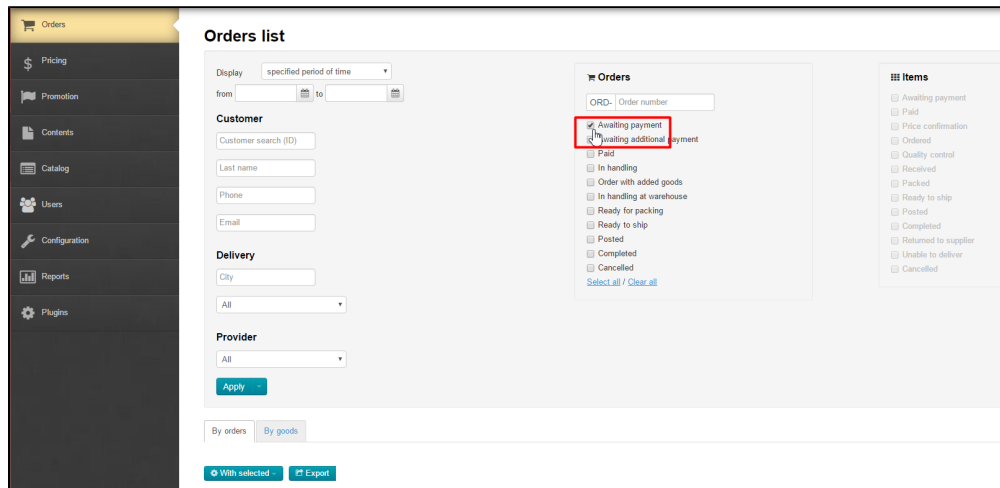 Orders
Pricing
Promotion
Contents
Catalog
Users
Configuration
Reports
Plugins
Orders list
Display specified period of time
from to
Customer
Customer search (ID)
Last name
Phone
Email
Delivery
City
All
Provider
All
Apply
Orders
ORD- Order number
Awaiting payment
Awaiting additional payment
Paid
In handling
Order with added goods
In handling at warehouse
Ready for packing
Ready to ship
Posted
Completed
Cancelled
Select all / Clear all
Items
Awaiting payment
Paid
Price confirmation
Ordered
Quality control
Received
Packed
Ready to ship
Posted
Completed
Returned to supplier
Unable to deliver
Cancelled
By orders By goods
With selected Export